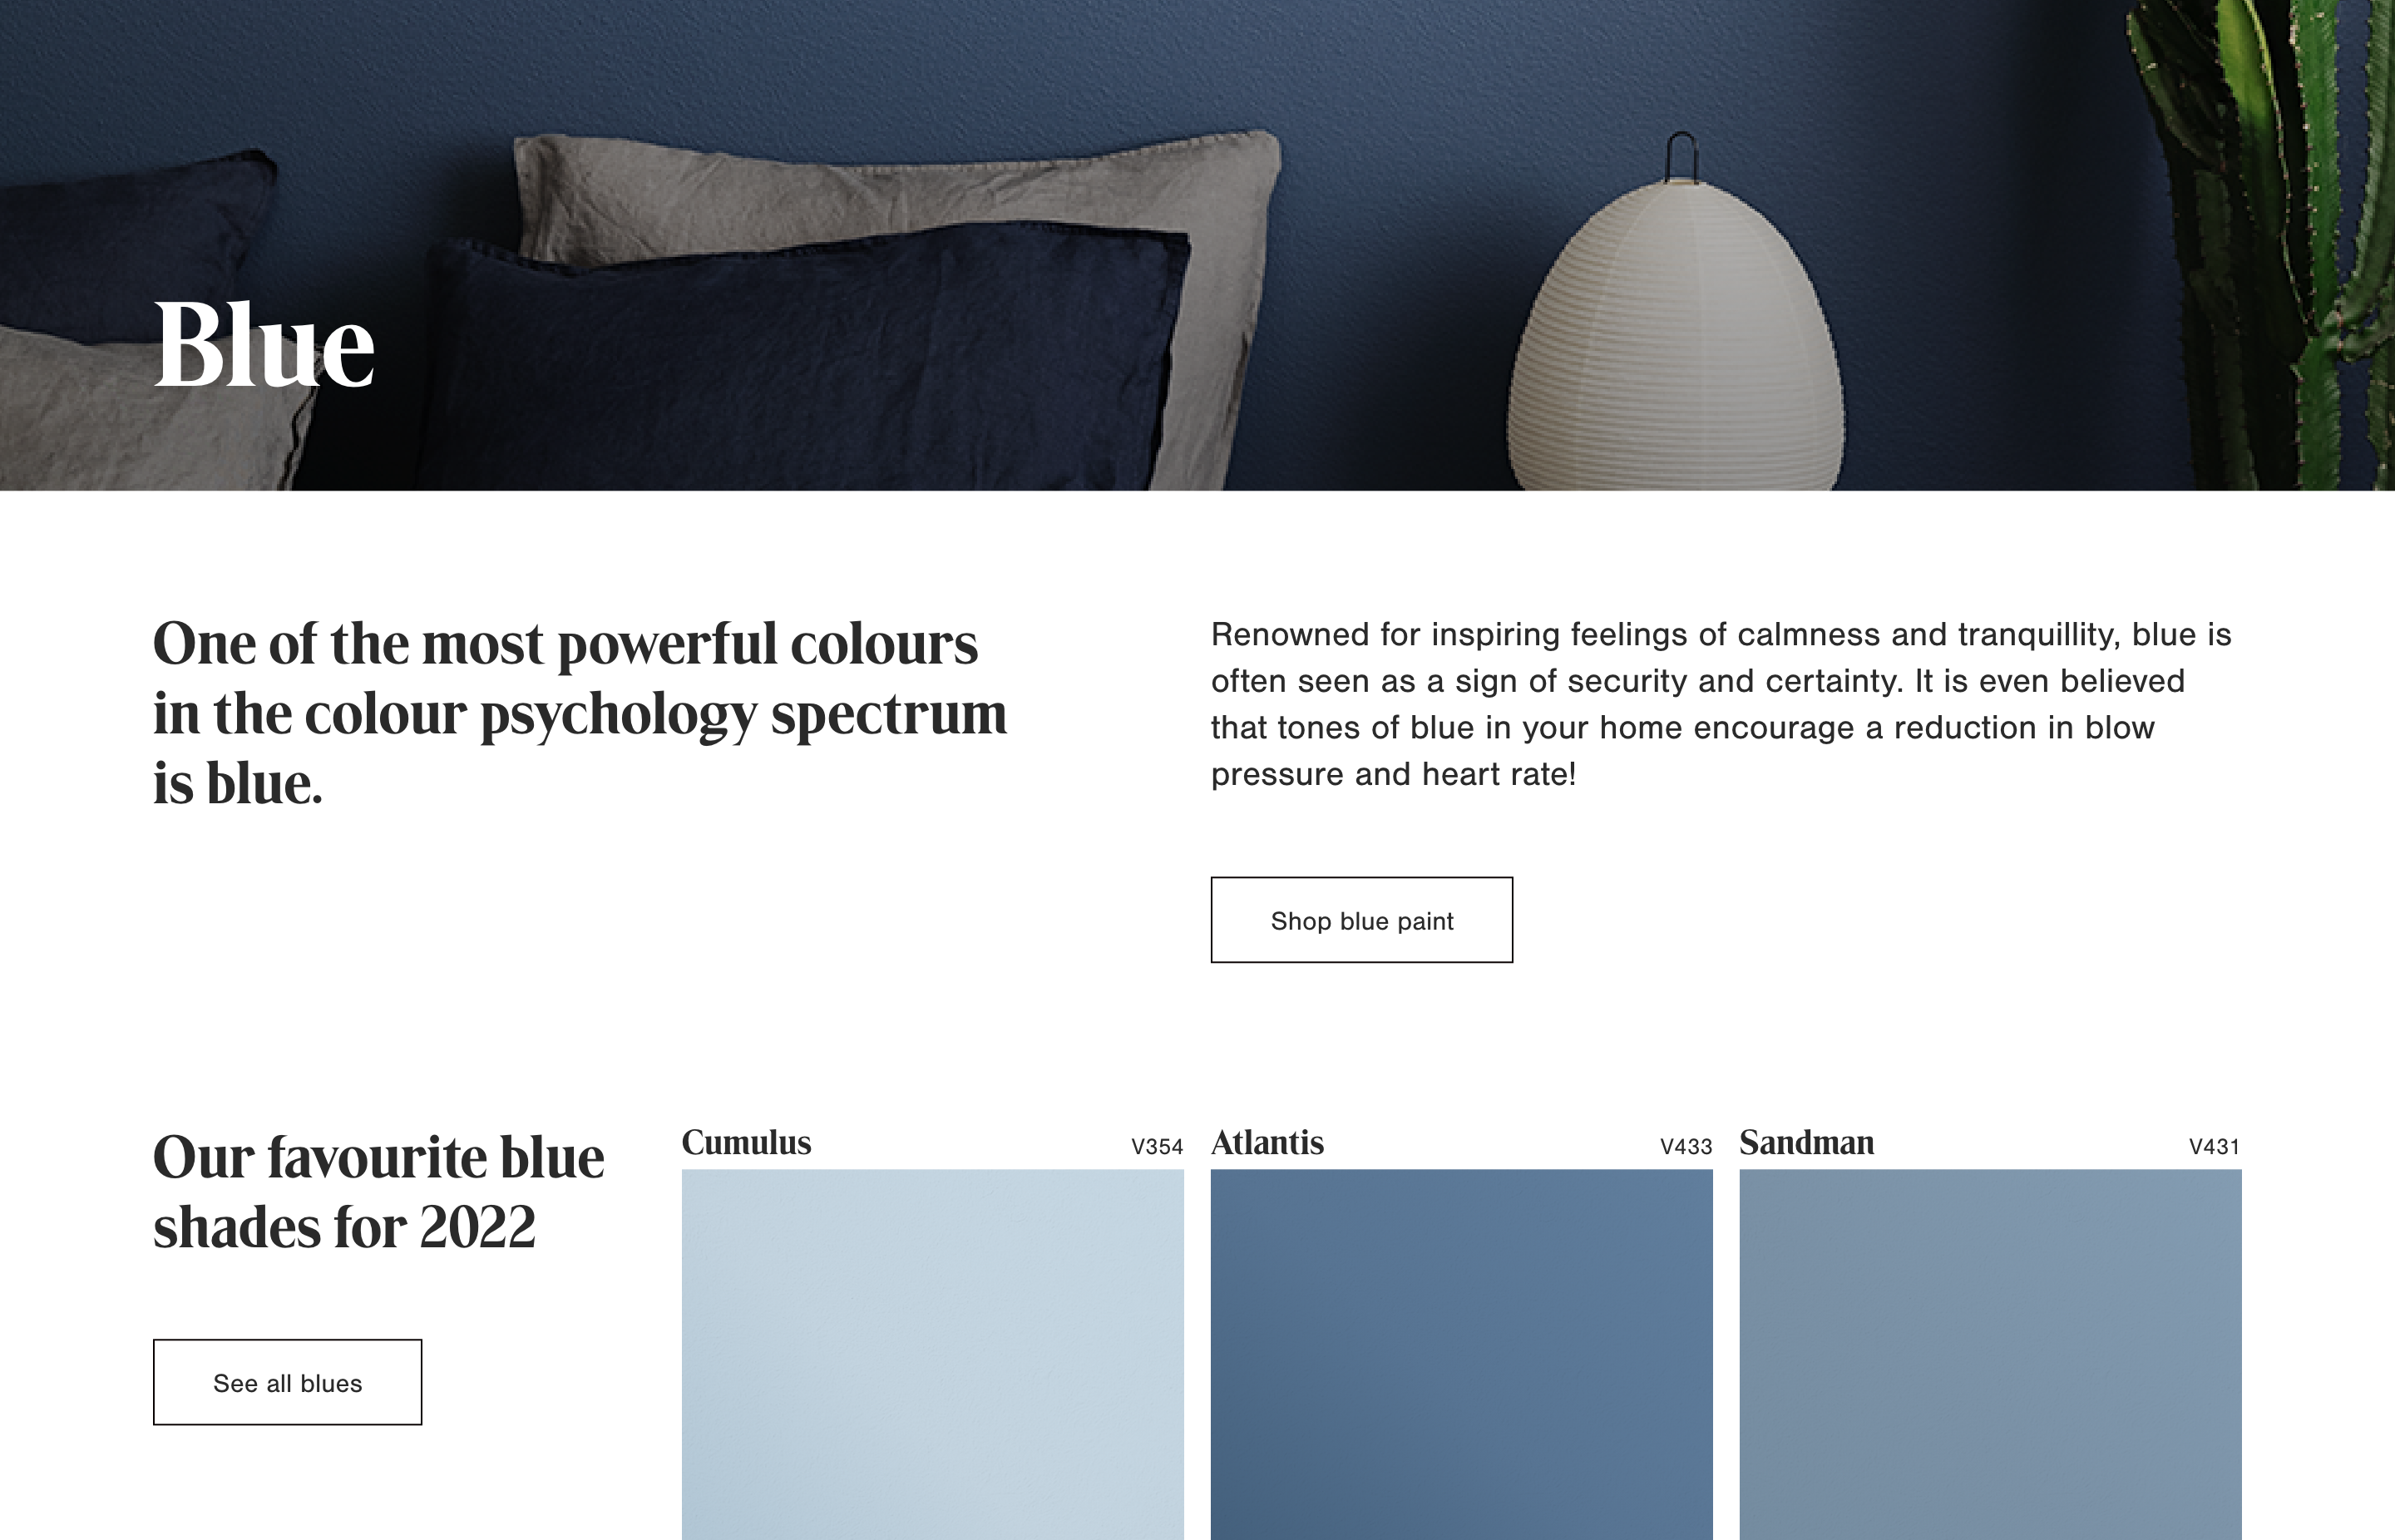 Blue
One of the most powerful colours
in the colour psychology spectrum
is blue.
Renowned for inspiring feelings of calmness and tranquillity, blue is
often seen as a sign of security and certainty. It is even believed
that tones of blue in your home encourage a reduction in blow
pressure and heart rate!
Shop blue paint
Our favourite blue
shades for 2022
See all blues
Cumulus V354
Atlantis V433
Sandman V431